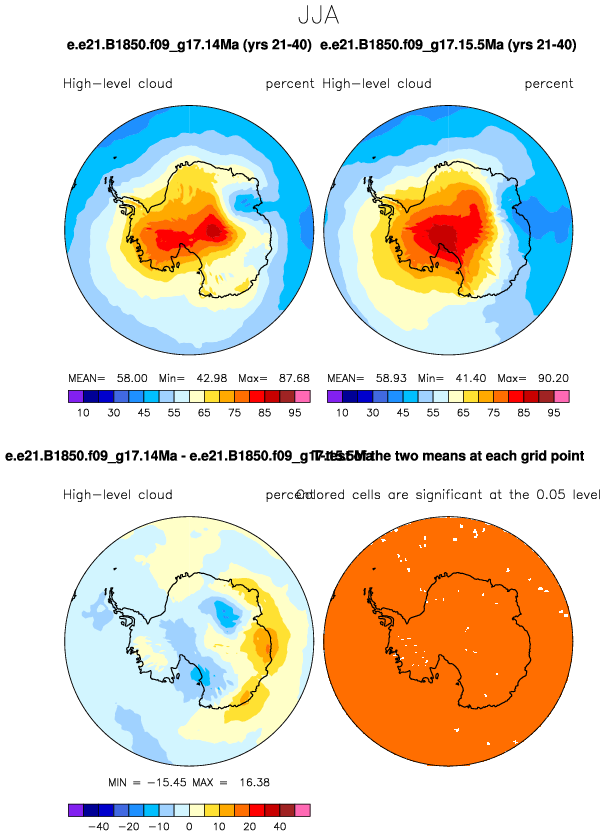 JJA
e.e21.B1850.f09_g17.14Ma (yrs 21-40) e.e21.B1850.f09_g17.15.5Ma (yrs 21-40)
High-level cloud percent High-level cloud percent
MEAN= 58.00 Min= 42.98 Max= 87.68 MEAN= 58.93 Min= 41.40 Max= 90.20
10 30 45 55 65 75 85 95 10 30 45 55 65 75 85 95
e.e21.B1850.f09_g17.14Ma - e.e21.B1850.f09_g17.15.5Ma T-test of the two means at each grid point
High-level cloud percent Colored cells are significant at the 0.05 level
MIN = -15.45 MAX = 16.38
-40 -20 -10 -5 0 5 10 20 40